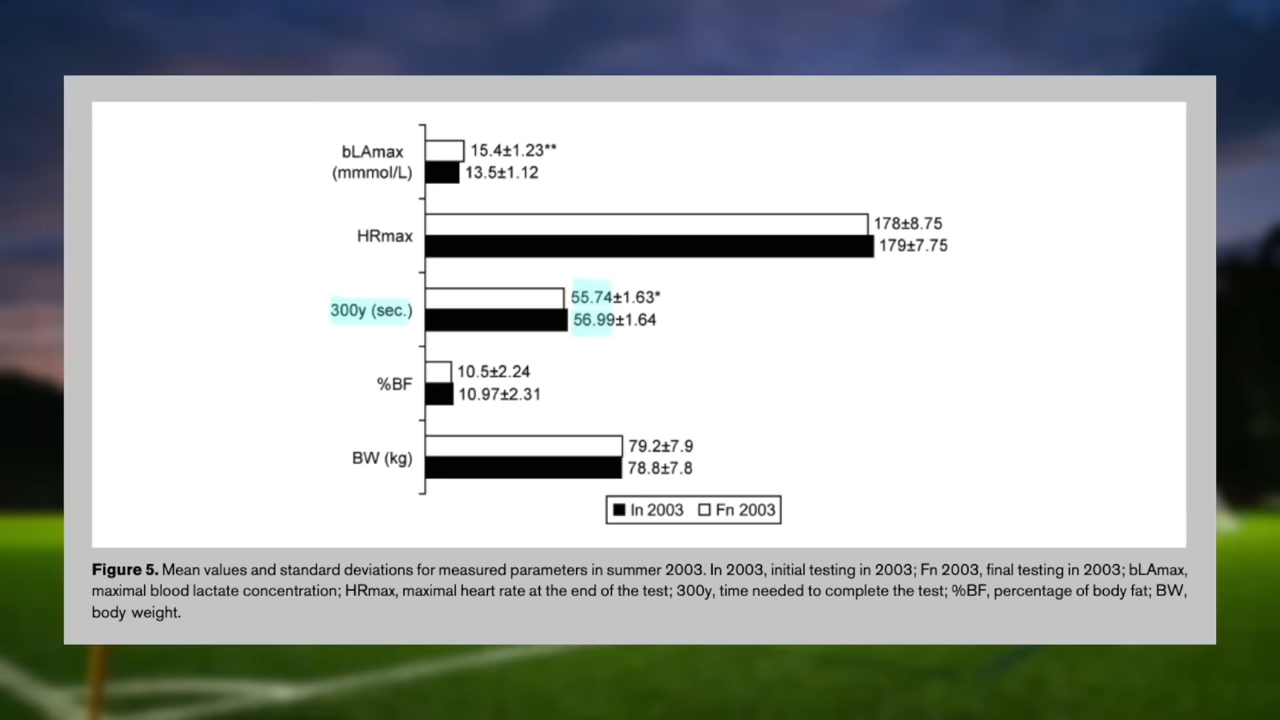 bLAmax
(mmmol/L)
15.4±1.23**
13.5±1.12
HRmax
178±8.75
179±7.75
300y (sec.)
55.74±1.63*
56.99±1.64
%BF
10.5±2.24
10.97±2.31
BW (kg)
79.2±7.9
78.8±7.8
In 2003 Fn 2003
Figure 5. Mean values and standard deviations for measured parameters in summer 2003. In 2003, initial testing in 2003; Fn 2003, final testing in 2003; bLAmax,
maximal blood lactate concentration; HRmax, maximal heart rate at the end of the test; 300y, time needed to complete the test; %BF, percentage of body fat; BW,
body weight.